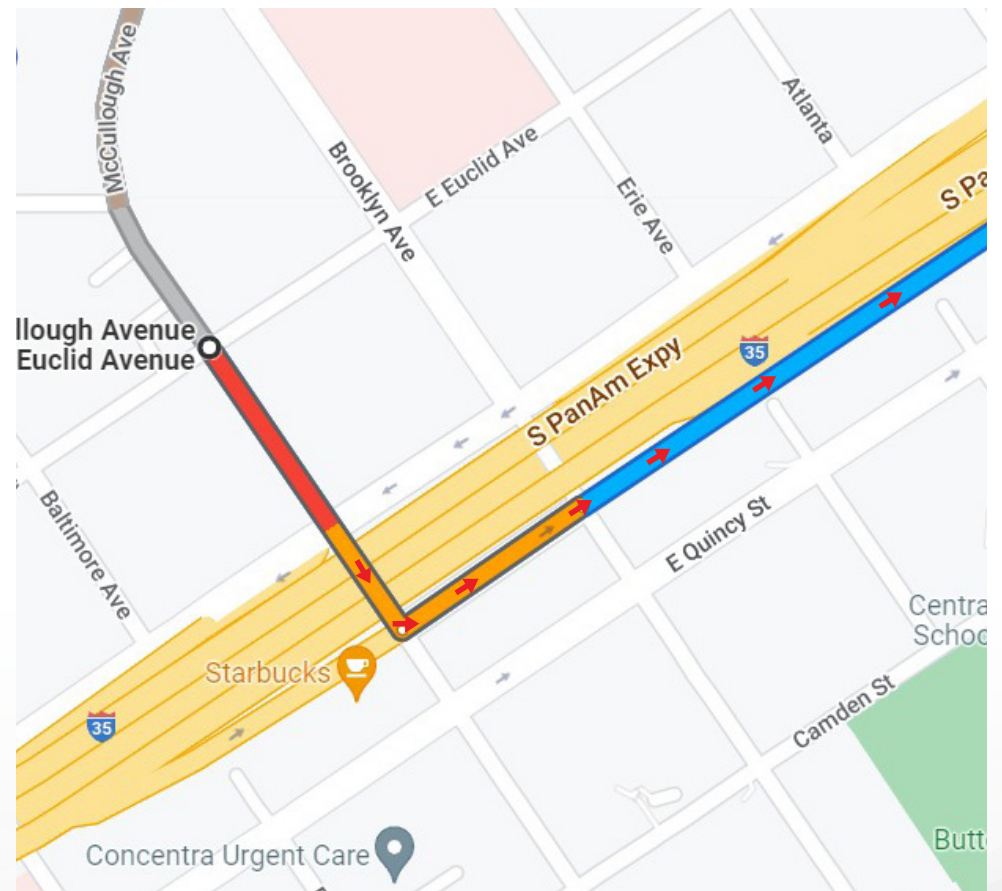 McCullough Ave
Brooklyn Ave
E Euclid Ave
Atlanta
Erie Ave
S Pa
llough Avenue
Euclid Avenue
35
S PanAm Expy
Baltimore Ave
E Quincy St
Centra
Schoo
Starbucks
35
Camden St
Concentra Urgent Care
Butt